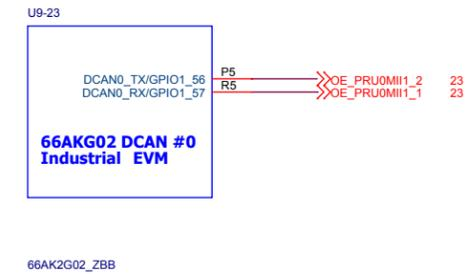 U9-23
DCAN0_TX/GPIO1_56 P5 OE_PRU0MII1_2 23
DCAN0_RX/GPIO1_57 R5 OE_PRU0MII1_1 23
66AKG02 DCAN #0
Industrial EVM
66AK2G02_ZBB